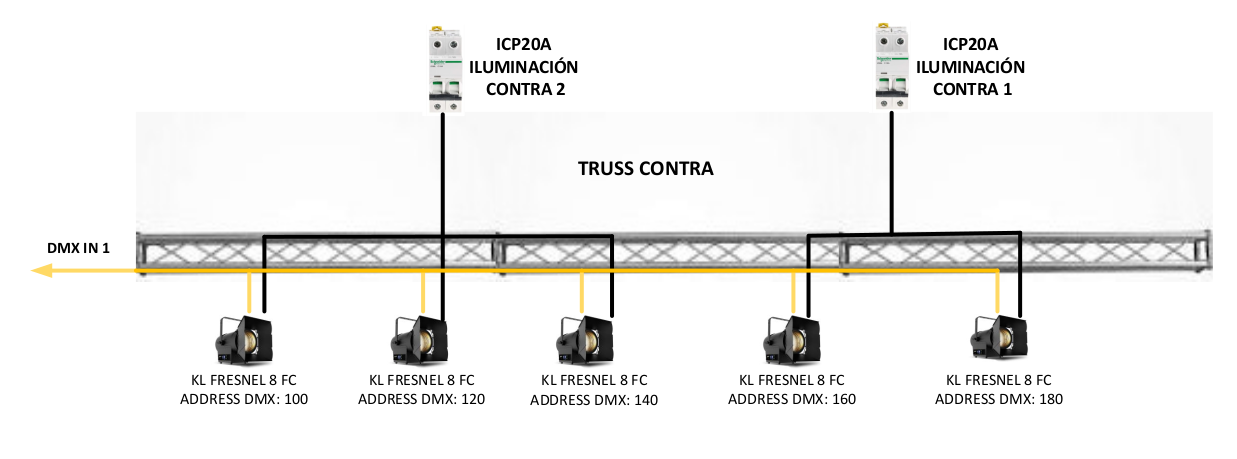 ICP20A
ILUMINACIÓN
CONTRA 2
ICP20A
ILUMINACIÓN
CONTRA 1
TRUSS CONTRA
DMX IN 1
KL FRESNEL 8 FC
ADDRESS DMX: 100
KL FRESNEL 8 FC
ADDRESS DMX: 120
KL FRESNEL 8 FC
ADDRESS DMX: 140
KL FRESNEL 8 FC
ADDRESS DMX: 160
KL FRESNEL 8 FC
ADDRESS DMX: 180